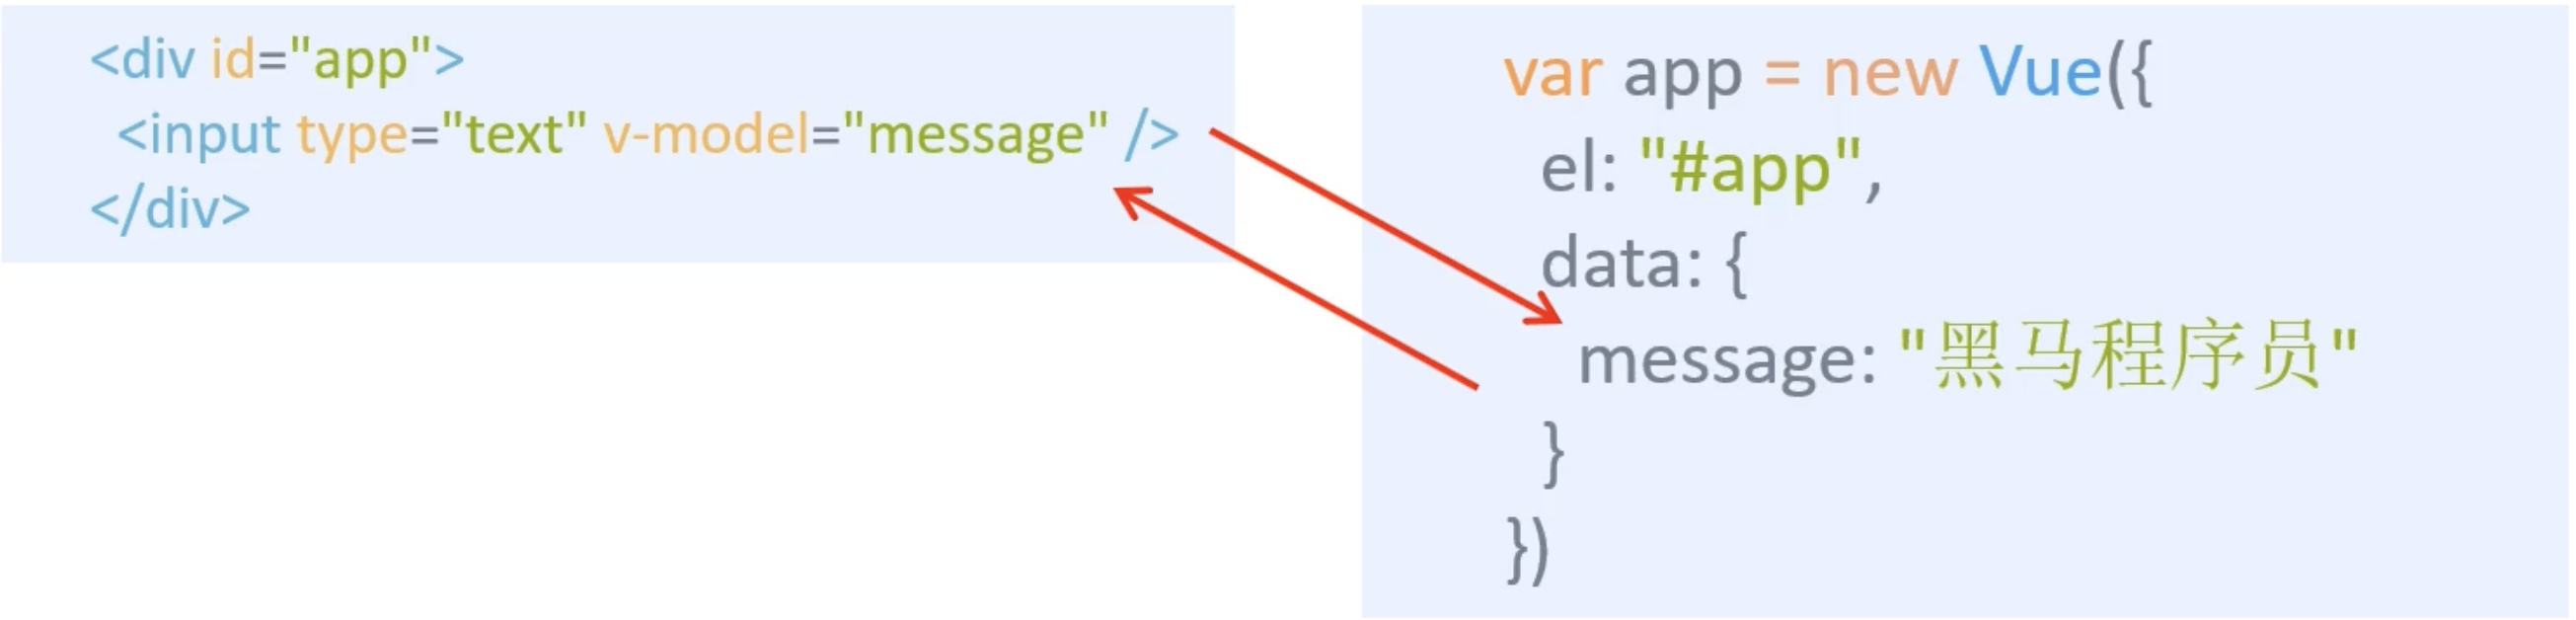 <div id="app">
<input type="text" v-model="message" />
</div>
var app = new Vue({
el: "#app",
data: {
message: "黑马程序员"
}
})